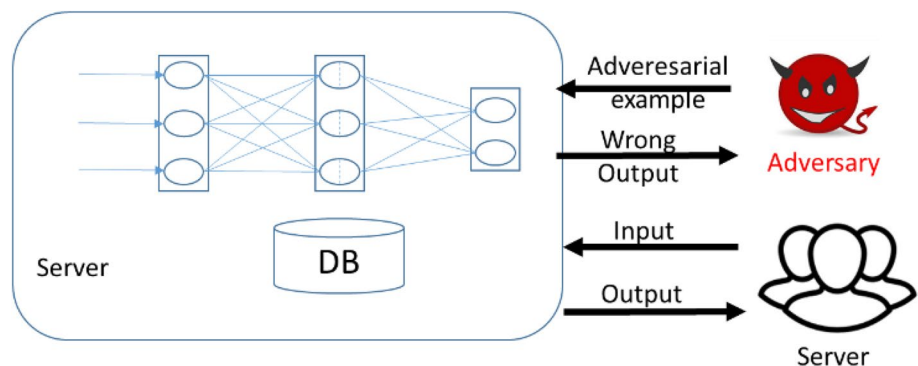 Adveresarial
example
Wrong
Output
Adversary
Input
DB
Server
Output
Server